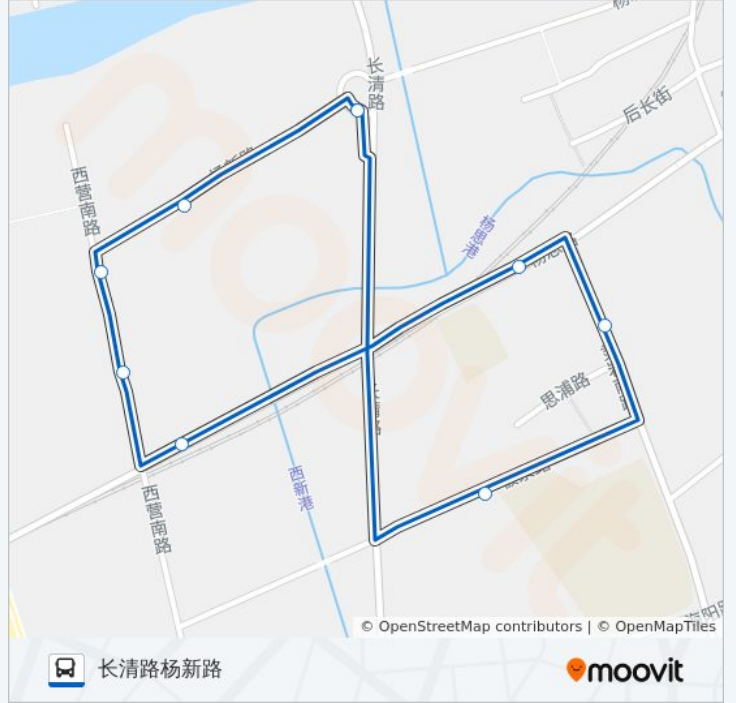 长清路
后长街
西营南路
杨思港
思浦路
西新港
西营南路
© OpenStreetMap contributors | © OpenMapTiles
长清路杨新路
moovit